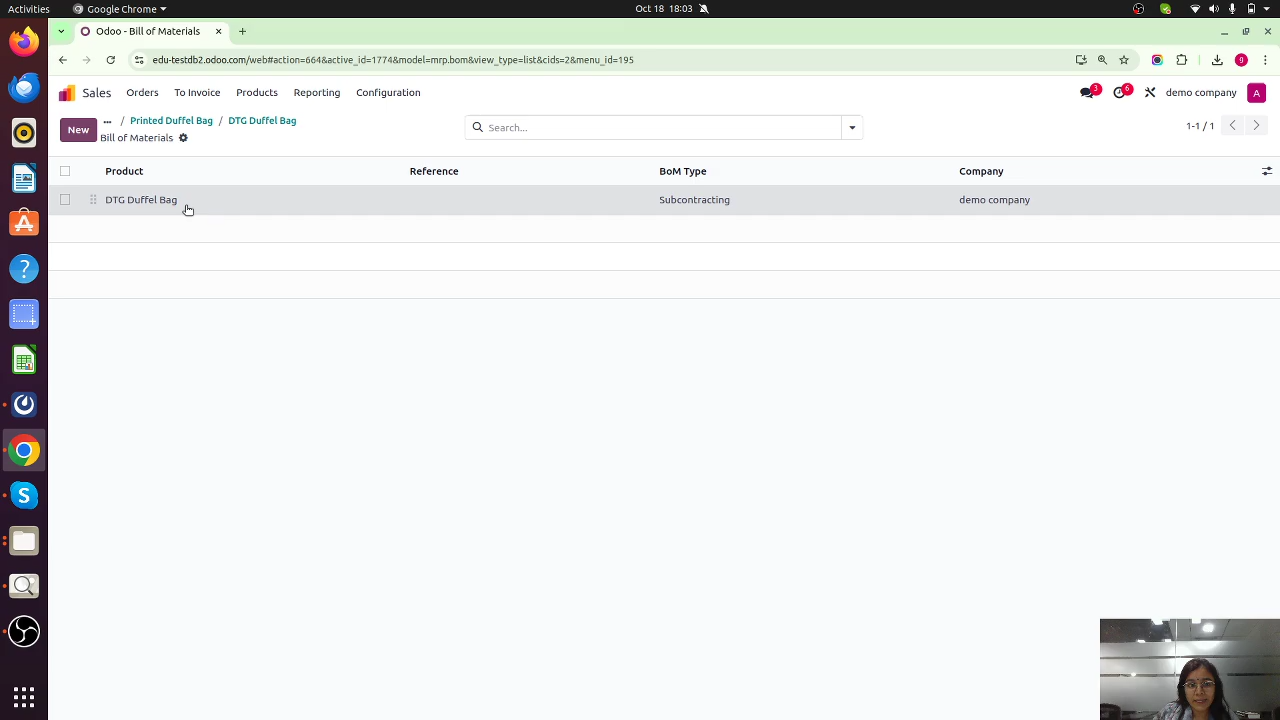 Activities
Google Chrome
Oct 18 18:03
Odoo - Bill of Materials
edu-testdb2.odoo.com/web#action=664&active_id=1774&model=mrp.bom&view_type=list&cids=2&menu_id=195
9
Sales Orders To Invoice Products Reporting Configuration
3 6 demo company A
New ... / Printed Duffel Bag / DTG Duffel Bag
Bill of Materials
Search...
1-1 / 1
Product Reference BoM Type Company
DTG Duffel Bag Subcontracting demo company